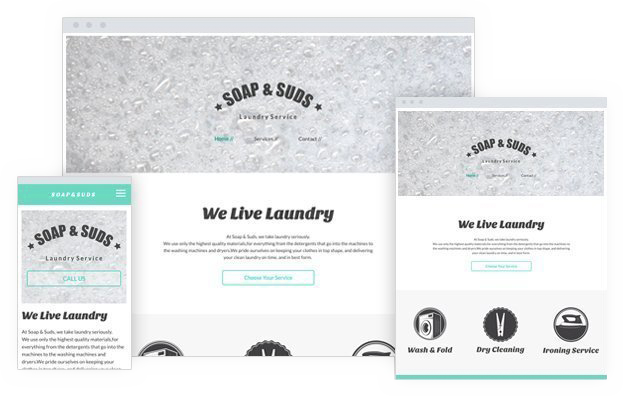 SOAP & SUDS
Laundry Service
Home // Services // Contact //
We Live Laundry
At Soap & Suds, we take laundry seriously.
We use only the highest quality materials,for everything from the detergents that go into the machines to
the washing machines and dryers.We pride ourselves on keeping your clothes in top shape, and delivering
your clean laundry on time, and in best form.
Choose Your Service
SOAP&SUDS
SOAP & SUDS
Laundry Service
CALL US
We Live Laundry
At Soap & Suds, we take laundry seriously.
We use only the highest quality materials,for
everything from the detergents that go into the
machines to the washing machines and
dryers.We pride ourselves on keeping your
SOAP & SUDS
Laundry Service
Home // Services // Contact //
We Live Laundry
At Soap & Suds, we take laundry seriously.
We use only the highest quality materials,for everything from the detergents that go into the machines to
the washing machines and dryers.We pride ourselves on keeping your clothes in top shape, and delivering
your clean laundry on time, and in best form.
Choose Your Service
Wash & Fold
Dry Cleaning
Ironing Service